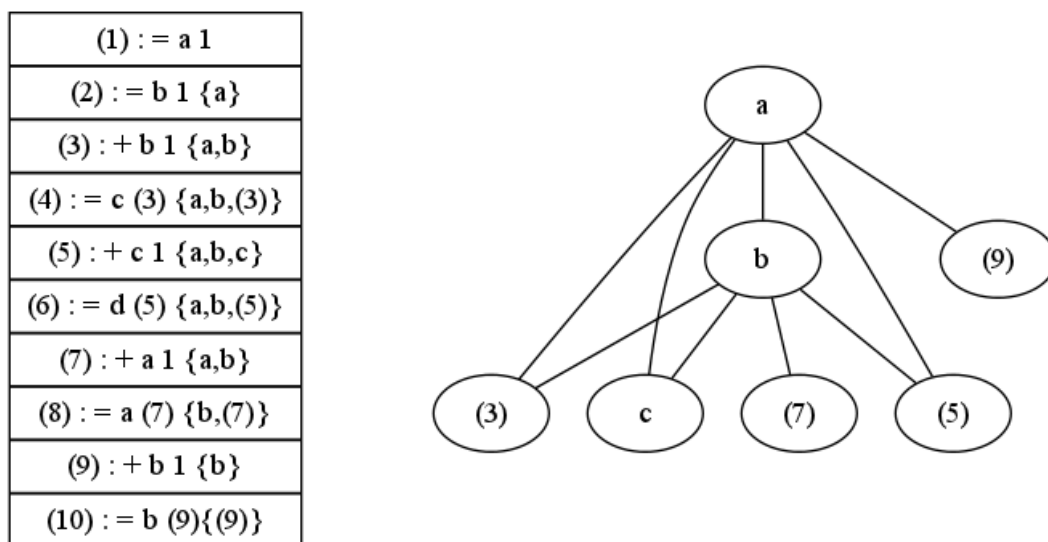 (1) : = a 1
(2) : = b 1 {a}
(3) : + b 1 {a,b}
(4) : = c (3) {a,b,(3)}
(5) : + c 1 {a,b,c}
(6) : = d (5) {a,b,(5)}
(7) : + a 1 {a,b}
(8) : = a (7) {b,(7)}
(9) : + b 1 {b}
(10) : = b (9){(9)}
a
b
(9)
(3)
c
(7)
(5)